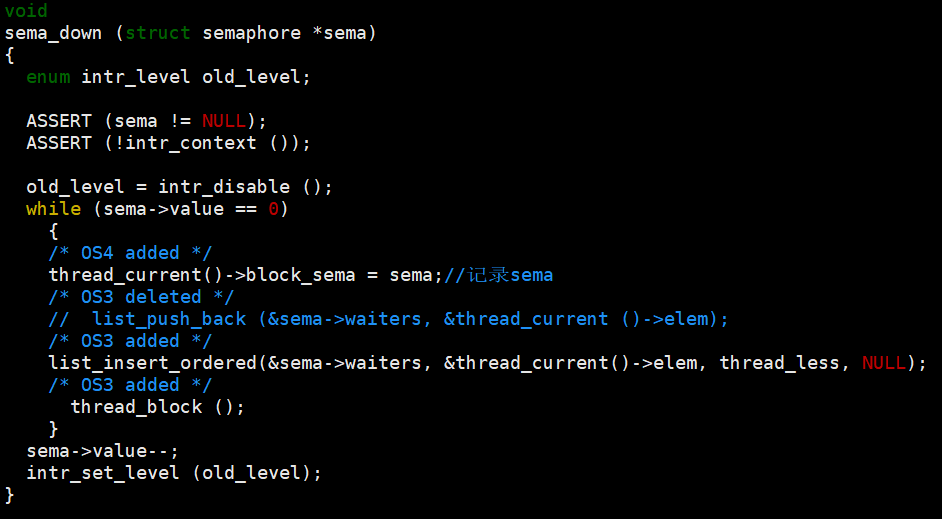 void
sema_down (struct semaphore *sema)
{
  enum intr_level old_level;

  ASSERT (sema != NULL);
  ASSERT (!intr_context ());

  old_level = intr_disable ();
  while (sema->value == 0)
    {
    /* OS4 added */
    thread_current()->block_sema = sema;//记录sema
    /* OS3 deleted */
    //  list_push_back (&sema->waiters, &thread_current ()->elem);
    /* OS3 added */
    list_insert_ordered(&sema->waiters, &thread_current()->elem, thread_less, NULL);
    /* OS3 added */
      thread_block ();
    }
  sema->value--;
  intr_set_level (old_level);
}